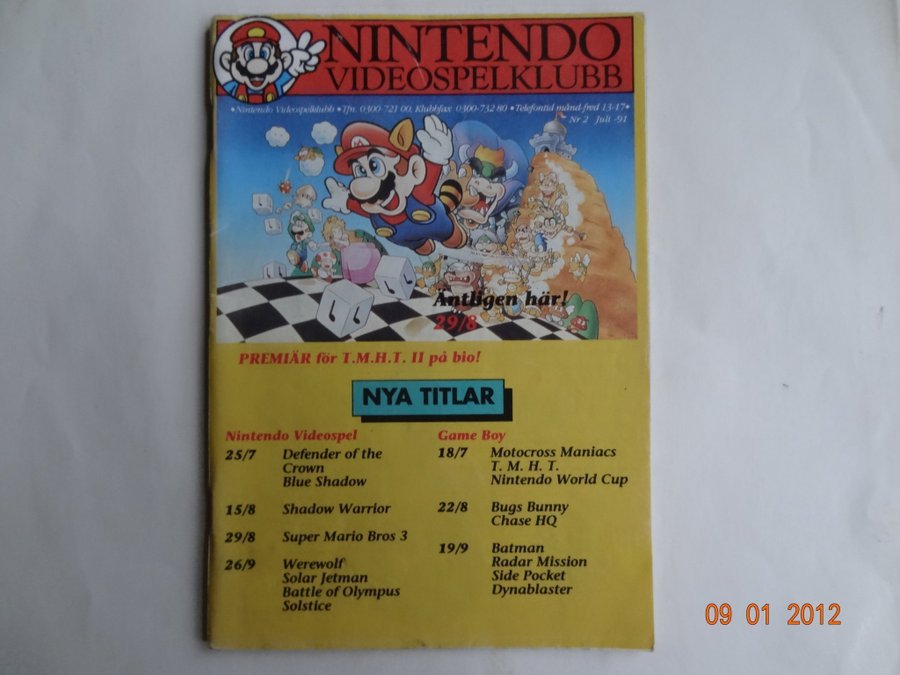 NINTENDO
VIDEOSPELKLUBB
•Nintendo Videospelklubb •Tfn. 0300-721 00, Klubbfax 0300-732 80 •Telefontid månd-fred 13-17•
Nr 2 Juli -91
Äntligen här!
29/8
PREMIÄR för T.M.H.T. II på bio!
NYA TITLAR
Nintendo Videospel
25/7 Defender of the
Crown
Blue Shadow
15/8 Shadow Warrior
29/8 Super Mario Bros 3
26/9 Werewolf
Solar Jetman
Battle of Olympus
Solstice
Game Boy
18/7 Motocross Maniacs
T. M. H. T.
Nintendo World Cup
22/8 Bugs Bunny
Chase HQ
19/9 Batman
Radar Mission
Side Pocket
Dynablaster
09 01 2012